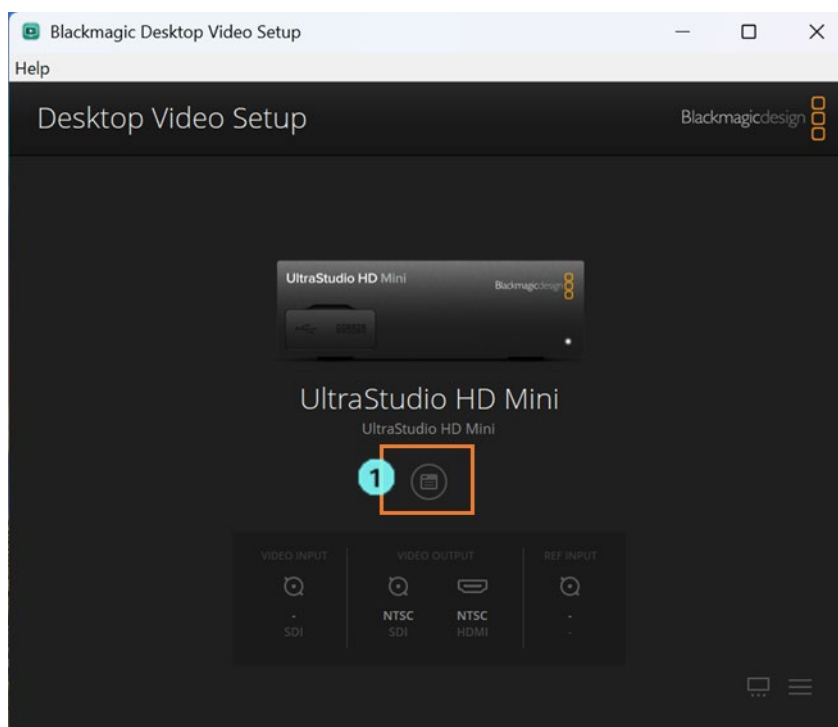 Blackmagic Desktop Video Setup
Help
Desktop Video Setup
Blackmagicdesign
UltraStudio HD Mini
Blackmagicdesign
UltraStudio HD Mini
UltraStudio HD Mini
1
VIDEO INPUT VIDEO OUTPUT REF INPUT
- NTSC NTSC -
SDI SDI HDMI -